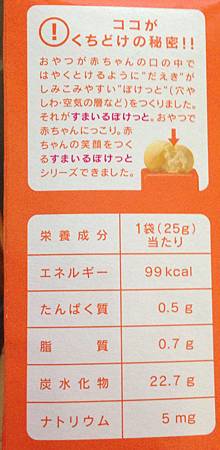 ココが
くちどけの秘密!!
おやつが赤ちゃんの口の中で
はやくとけるように"だえき"が
しみこみやすい"ぽけっと"(穴や
しわ・空気の層など)をつくりました。
それがすまいるぽけっと。おやつで
赤ちゃんにっこり。赤
ちゃんの笑顔をつく
るすまいるぽけっと
シリーズできました。
栄養成分 1袋(25g)
当たり
エネルギー 99kcal
たんぱく質 0.5g
脂質 0.7g
炭水化物 22.7g
ナトリウム 5mg